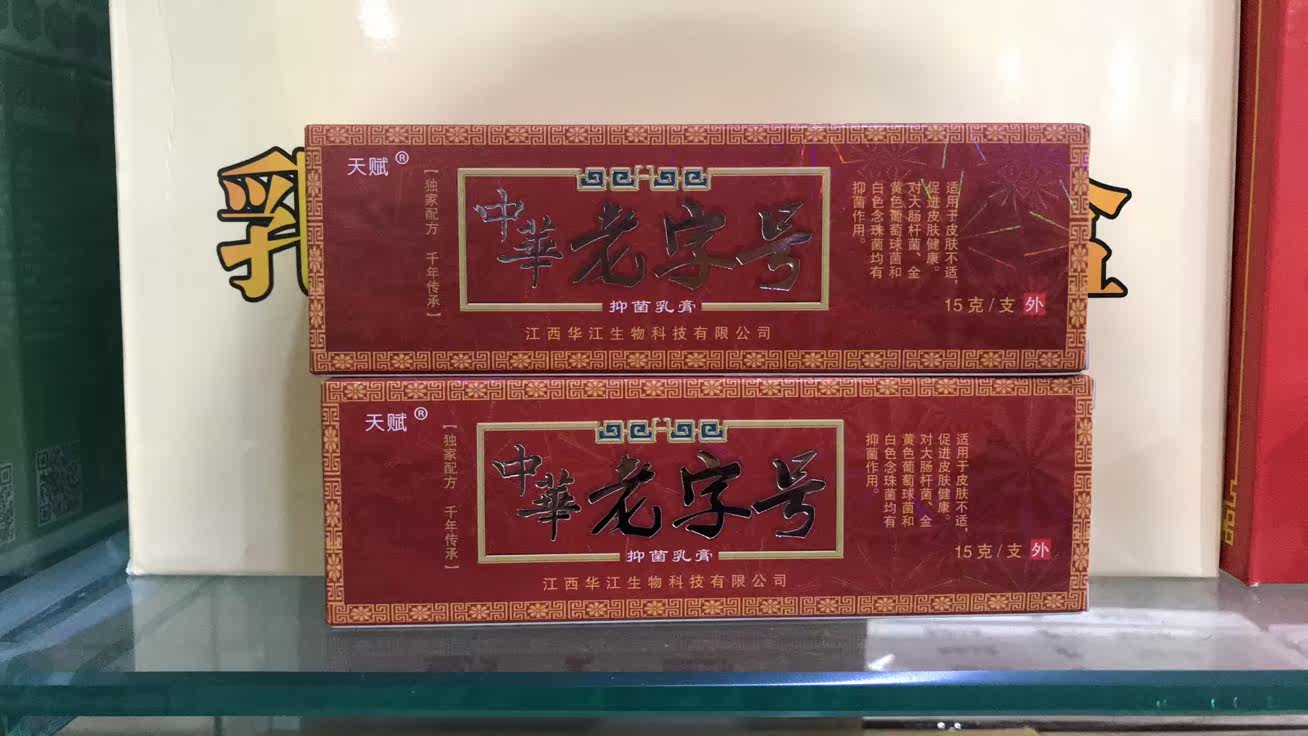 天赋®
【独家配方 千年传承】
中華老字号
抑菌乳膏
江西华江生物科技有限公司
适用于皮肤不适，
促进皮肤健康。
对大肠杆菌、金
黄色葡萄球菌和
白色念珠菌均有
抑菌作用。
15克/支 外
天赋®
【独家配方 千年传承】
中華老字号
抑菌乳膏
江西华江生物科技有限公司
适用于皮肤不适，
促进皮肤健康。
对大肠杆菌、金
黄色葡萄球菌和
白色念珠菌均有
抑菌作用。
15克/支 外
乳